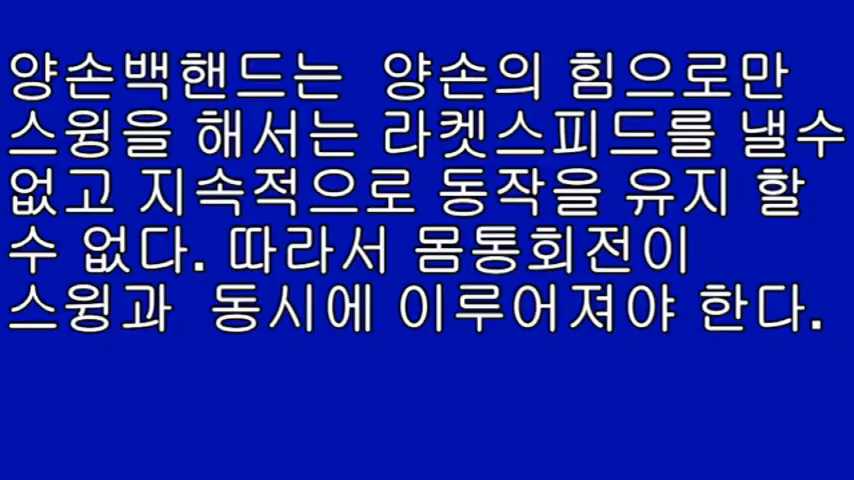 양손백핸드는 양손의 힘으로만
스윙을 해서는 라켓스피드를 낼수
없고 지속적으로 동작을 유지 할
수 없다. 따라서 몸통회전이
스윙과 동시에 이루어져야 한다.